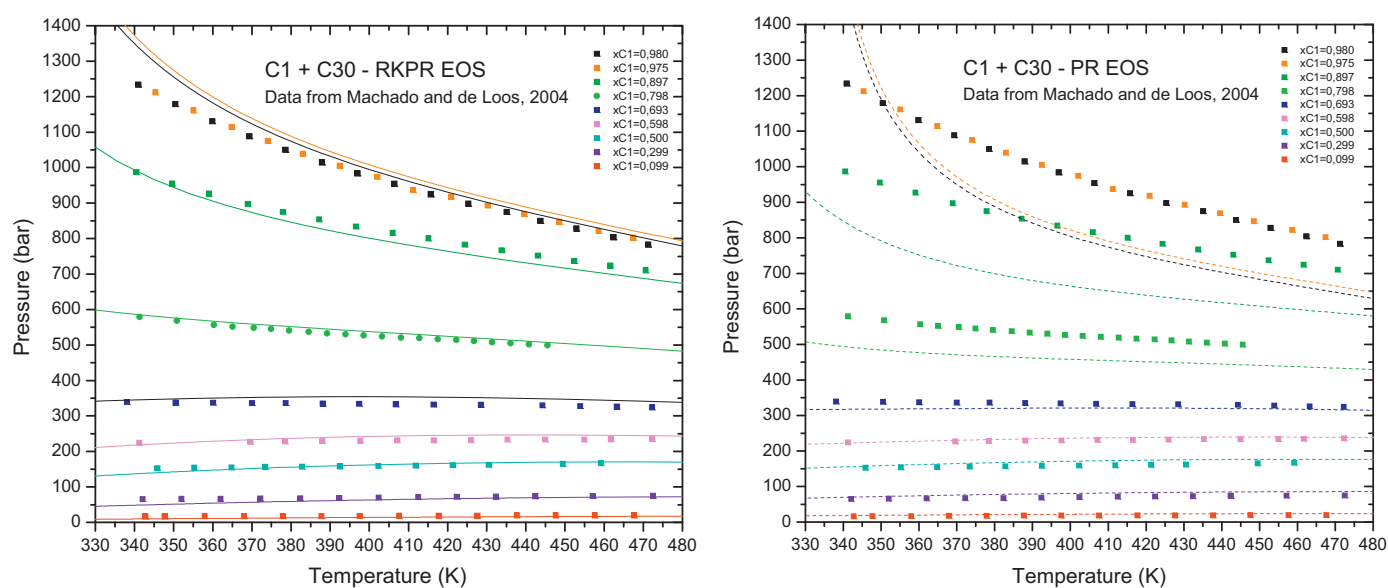 C1 + C30 - RKPR EOS
Data from Machado and de Loos, 2004
xC1=0,980
xC1=0,975
xC1=0,897
xC1=0,798
xC1=0,693
xC1=0,598
xC1=0,500
xC1=0,299
xC1=0,099
Pressure (bar)
1400
1300
1200
1100
1000
900
800
700
600
500
400
300
200
100
0
330 340 350 360 370 380 390 400 410 420 430 440 450 460 470 480
Temperature (K)
C1 + C30 - PR EOS
Data from Machado and de Loos, 2004
xC1=0,980
xC1=0,975
xC1=0,897
xC1=0,798
xC1=0,693
xC1=0,598
xC1=0,500
xC1=0,299
xC1=0,099
Pressure (bar)
1400
1300
1200
1100
1000
900
800
700
600
500
400
300
200
100
0
330 340 350 360 370 380 390 400 410 420 430 440 450 460 470 480
Temperature (K)